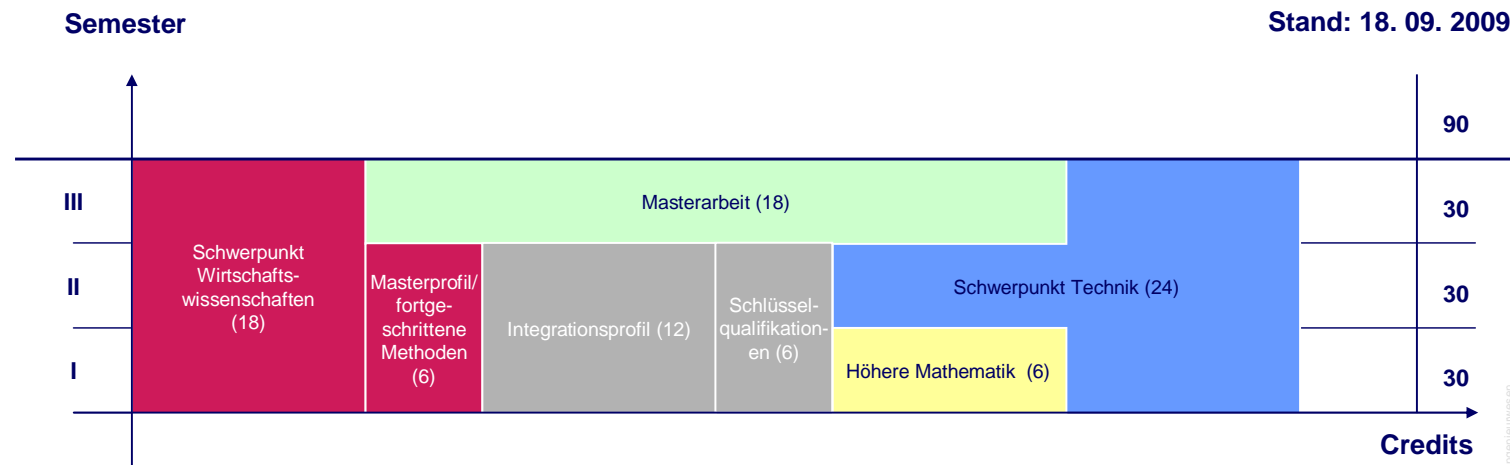 Semester
Stand: 18. 09. 2009
90
III
Masterarbeit (18)
30
Schwerpunkt
Wirtschafts-
wissenschaften
(18)
II
Masterprofil/
fortge-
schrittene
Methoden
(6)
Integrationsprofil (12)
Schlüssel-
qualifikation-
en (6)
Schwerpunkt Technik (24)
30
I
Höhere Mathematik (6)
30
Credits